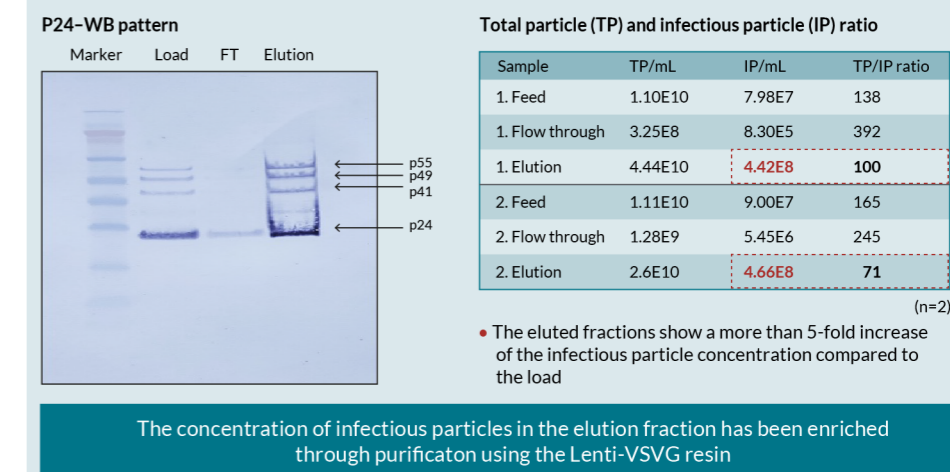 P24–WB pattern
Marker Load FT Elution
p55
p49
p41
p24
Total particle (TP) and infectious particle (IP) ratio
Sample TP/mL IP/mL TP/IP ratio
1. Feed 1.10E10 7.98E7 138
1. Flow through 3.25E8 8.30E5 392
1. Elution 4.44E10 4.42E8 100
2. Feed 1.11E10 9.00E7 165
2. Flow through 1.28E9 5.45E6 245
2. Elution 2.6E10 4.66E8 71
(n=2)
• The eluted fractions show a more than 5-fold increase
of the infectious particle concentration compared to
the load
The concentration of infectious particles in the elution fraction has been enriched
through purificaton using the Lenti-VSVG resin